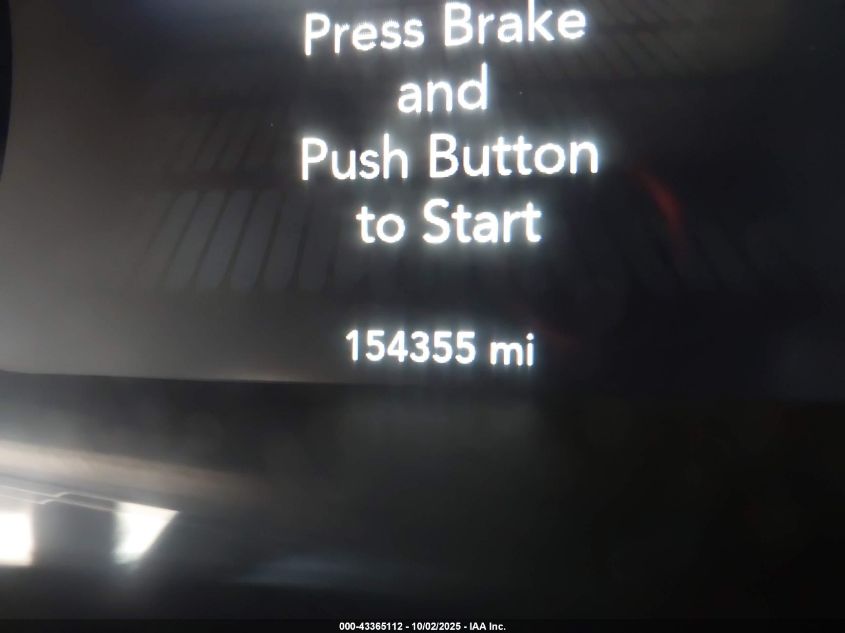 Press Brake
and
Push Button
to Start
154355 mi
000-43365112 - 10/02/2025 - IAA Inc.